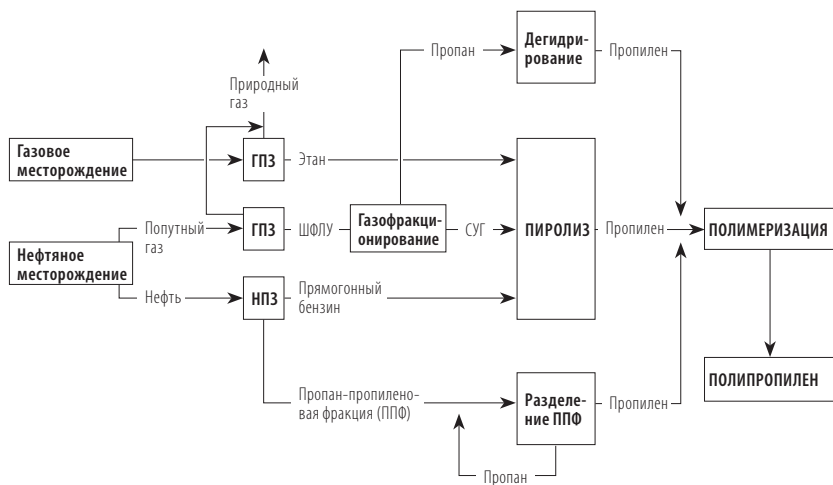 Дегидри-
рование
Пропан
Пропилен
Природный
газ
Газовое
месторождение
ГПЗ
Этан
Попутный
газ
ГПЗ
ШФЛУ
Газофракци-
онирование
СУГ
ПИРОЛИЗ
Пропилен
ПОЛИМЕРИЗАЦИЯ
Нефтяное
месторождение
Нефть
НПЗ
Прямогонный
бензин
ПОЛИПРОПИЛЕН
Пропан-пропилено-
вая фракция (ППФ)
Разделе-
ние ППФ
Пропилен
Пропан